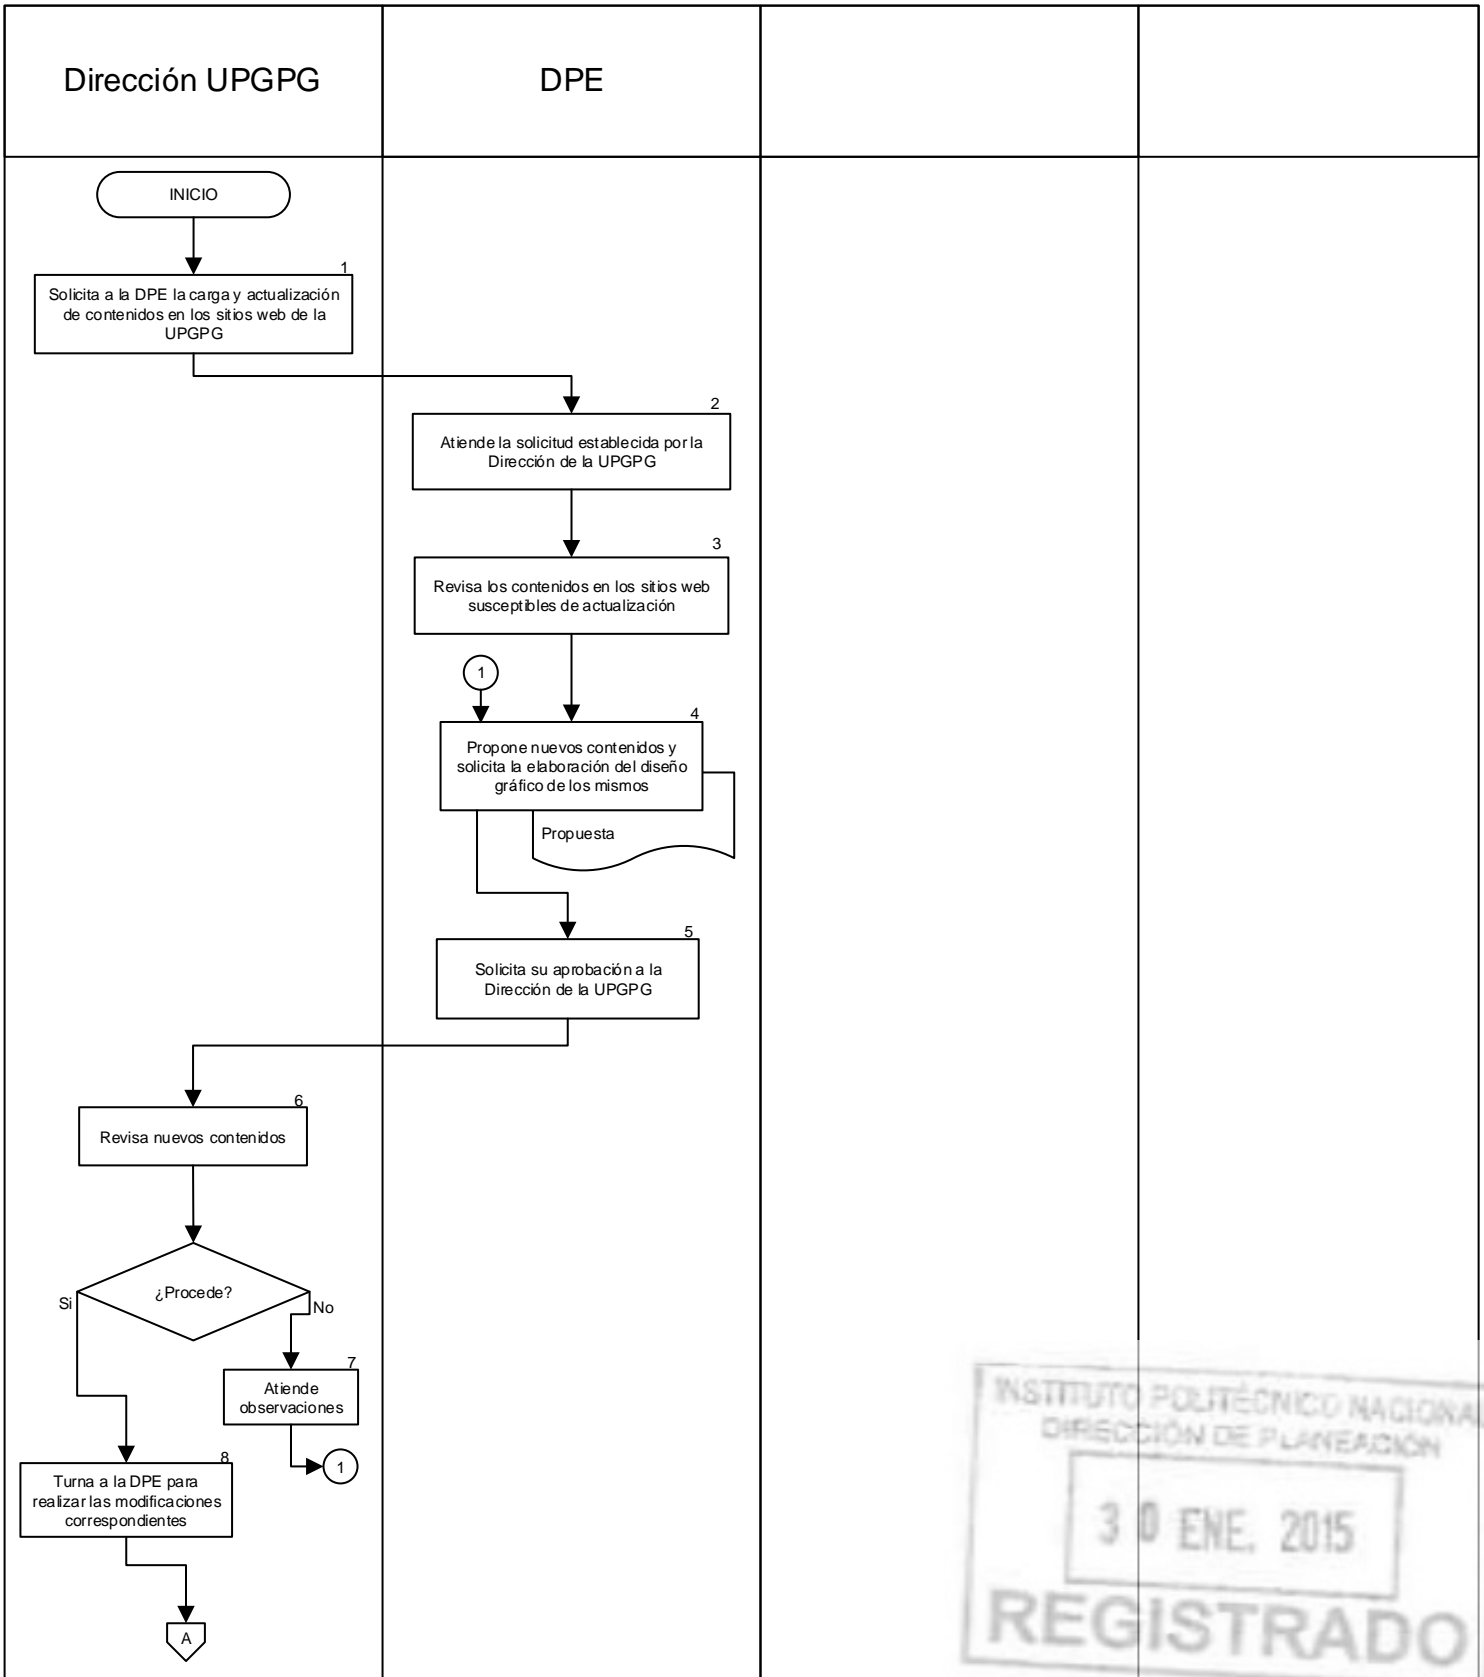 Dirección UPGPG
DPE
INICIO
1
Solicita a la DPE la carga y actualización
de contenidos en los sitios web de la
UPGPG
2
Atiende la solicitud establecida por la
Dirección de la UPGPG
3
Revisa los contenidos en los sitios web
susceptibles de actualización
1
4
Propone nuevos contenidos y
solicita la elaboración del diseño
gráfico de los mismos
Propuesta
5
Solicita su aprobación a la
Dirección de la UPGPG
6
Revisa nuevos contenidos
¿Procede?
Si
No
7
Atiende
observaciones
1
8
Turna a la DPE para
realizar las modificaciones
correspondientes
A
INSTITUTO POLITÉCNICO NACIONAL
DIRECCIÓN DE PLANEACIÓN
30 ENE. 2015
REGISTRADO